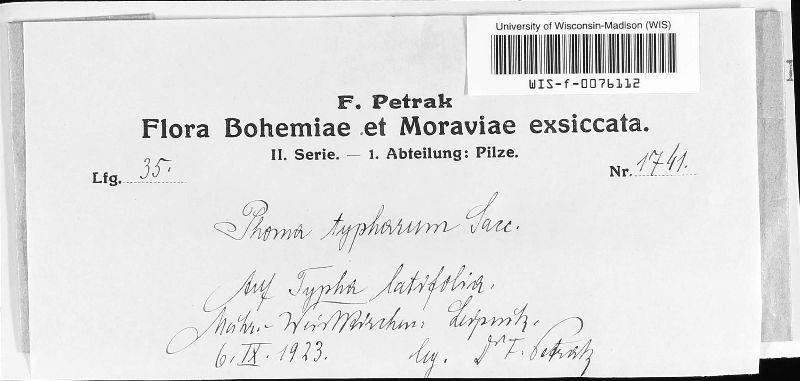 University of Wisconsin-Madison (WIS)
WIS-f-0076112
F. Petrak
Flora Bohemiae et Moraviae exsiccata.
II. Serie. — 1. Abteilung: Pilze.
Lfg. 35.
Nr. 1741.
Phoma typharum Sacc.
Auf Typha latifolia.
Mähr.-Weisskirchen: Leipnik.
6. IX. 1923. leg. Dr F. Petrak